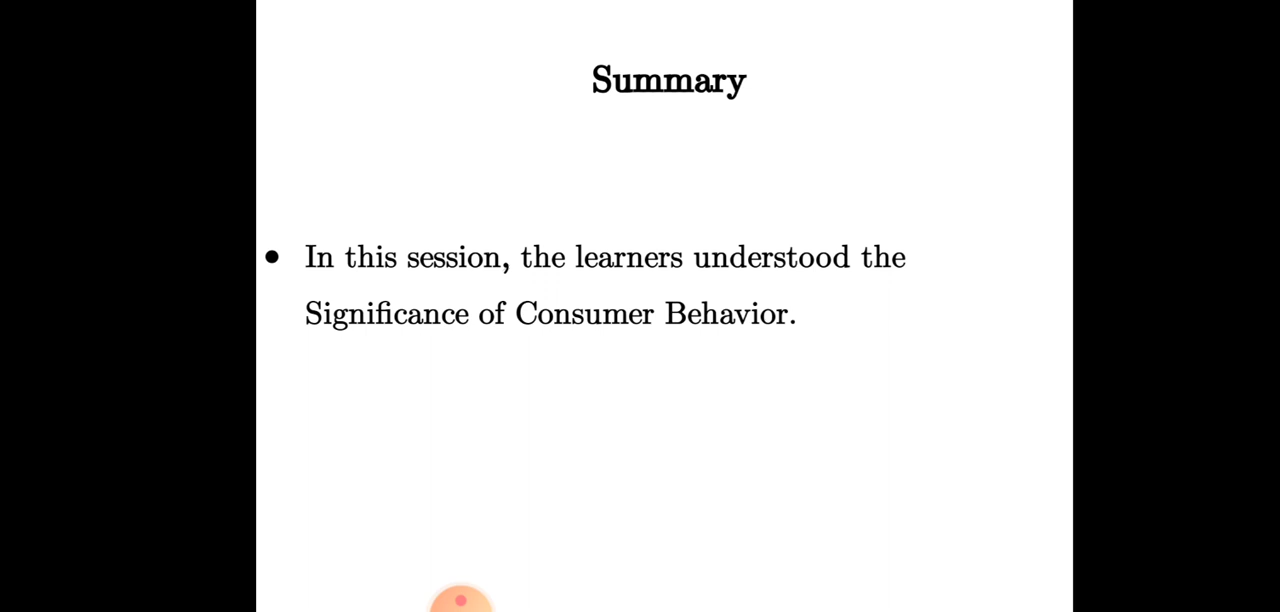 Summary
• In this session, the learners understood the
Significance of Consumer Behavior.